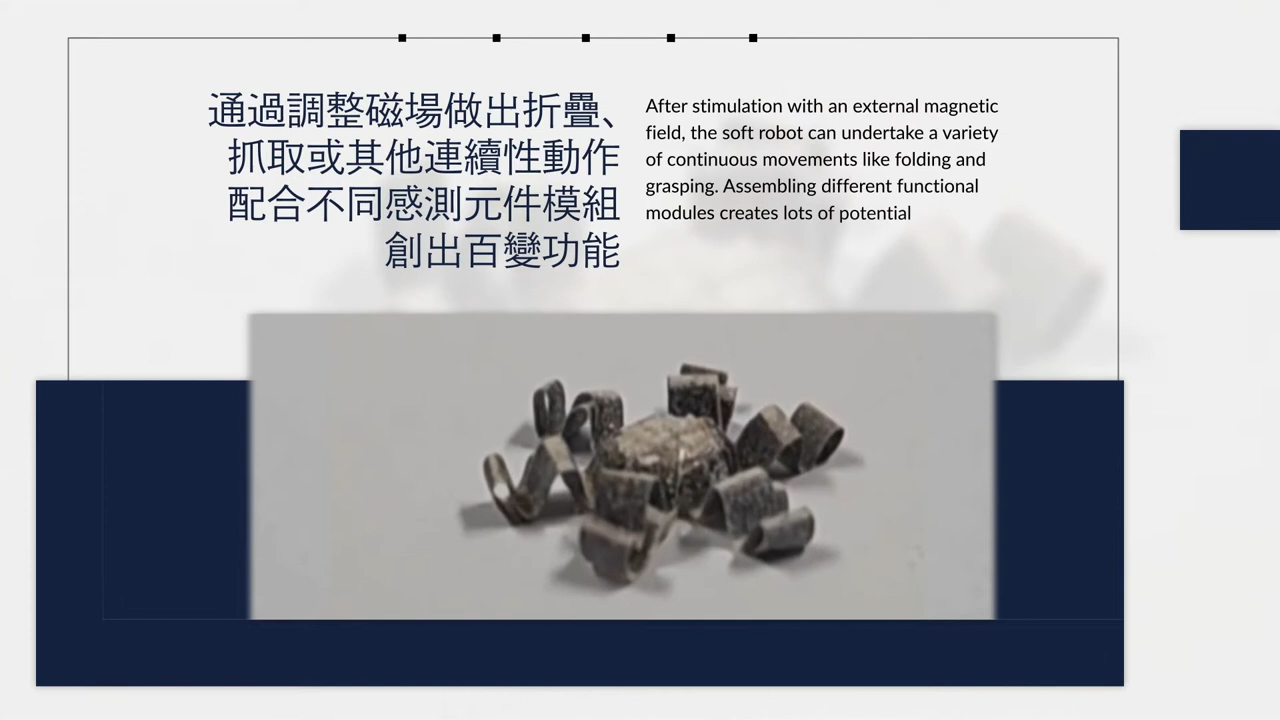 通過調整磁場做出折疊、
抓取或其他連續性動作
配合不同感測元件模組
創出百變功能
After stimulation with an external magnetic
field, the soft robot can undertake a variety
of continuous movements like folding and
grasping. Assembling different functional
modules creates lots of potential